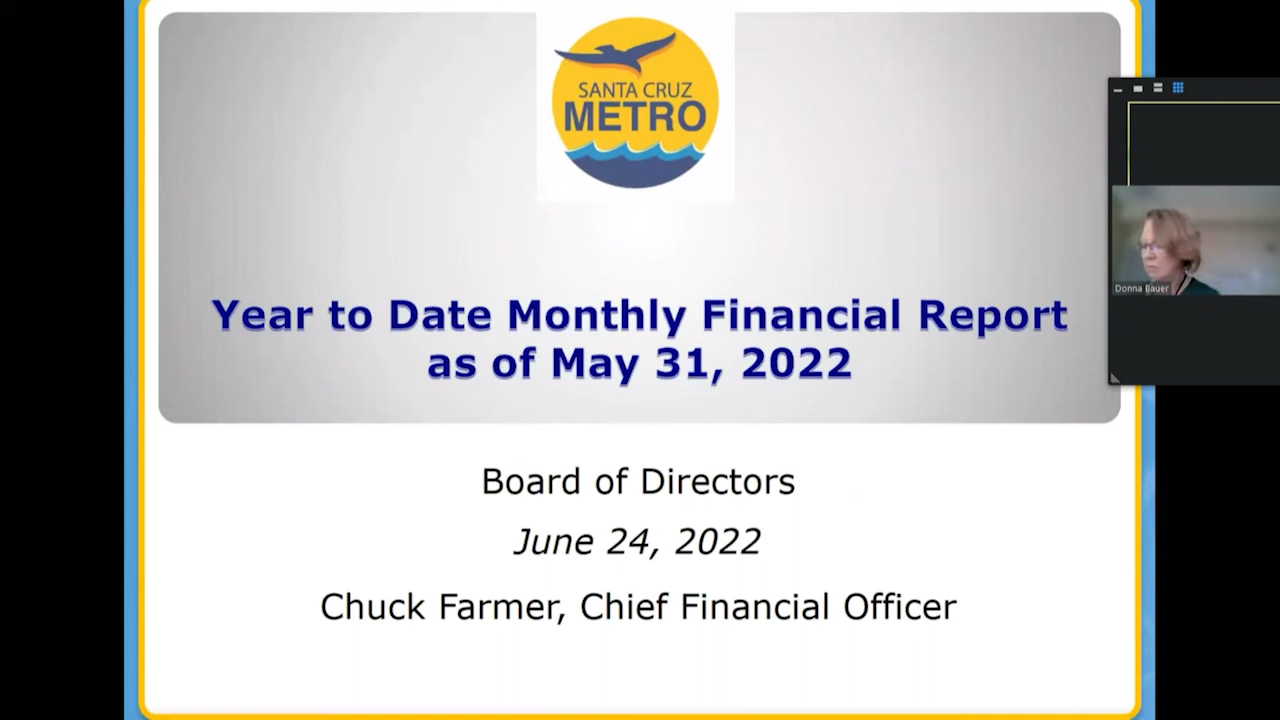 SANTA CRUZ
METRO
Year to Date Monthly Financial Report
as of May 31, 2022
Board of Directors
June 24, 2022
Chuck Farmer, Chief Financial Officer
Donna Bauer